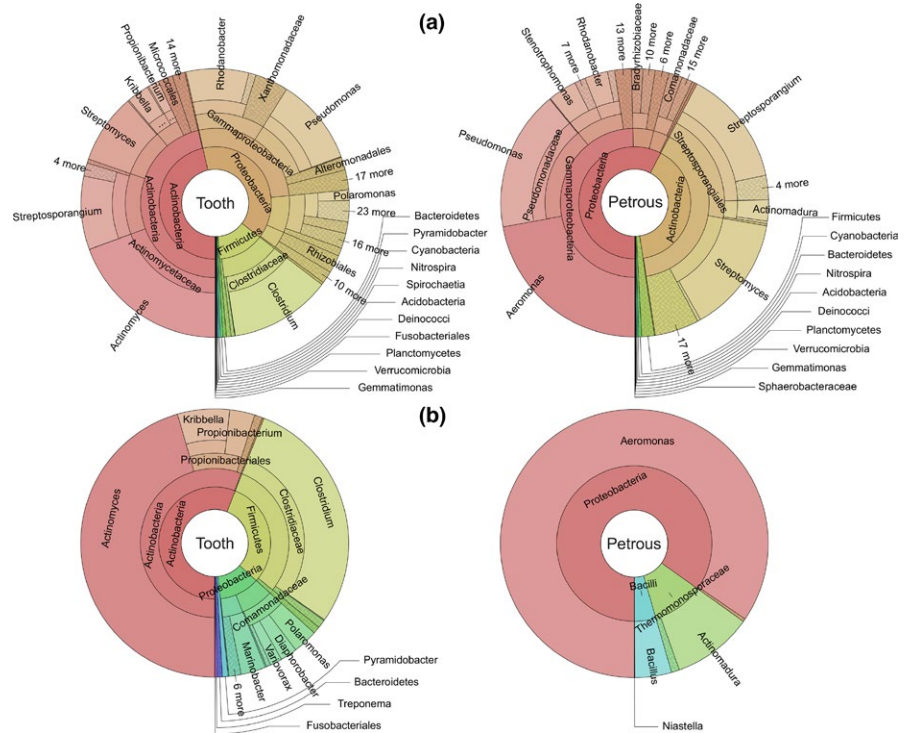 (a)
14 more
Micrococcales
Propionibacterium
Kribbella
Streptomyces
4 more
Streptosporangium
Actinomyces
Actinomycetaceae
Actinobacteria
Actinobacteria
Tooth
Rhodanobacter
Xanthomonadaceae
Pseudomonas
Gammaproteobacteria
Proteobacteria
Alteromonadales
17 more
Polaromonas
23 more
16 more
Rhizobiales
10 more
Firmicutes
Clostridiaceae
Clostridium
Bacteroidetes
Pyramidobacter
Cyanobacteria
Nitrospira
Spirochaetia
Acidobacteria
Deinococci
Fusobacteriales
Planctomycetes
Verrucomicrobia
Gemmatimonas
Stenotrophomonas
7 more
Rhodanobacter
13 more
Bradyrhizobiaceae
10 more
6 more
Comamonadaceae
15 more
Pseudomonas
Pseudomonadaceae
Gammaproteobacteria
Proteobacteria
Aeromonas
Petrous
Streptosporangium
Streptosporangiales
Actinobacteria
4 more
Actinomadura
Streptomyces
17 more
Firmicutes
Cyanobacteria
Bacteroidetes
Nitrospira
Acidobacteria
Deinococci
Planctomycetes
Verrucomicrobia
Gemmatimonas
Sphaerobacteraceae
(b)
Kribbella
Propionibacterium
Propionibacteriales
Actinomyces
Actinobacteria
Actinobacteria
Tooth
Clostridium
Clostridiaceae
Firmicutes
Proteobacteria
Comamonadaceae
Polaromonas
Diaphorobacter
Variovorax
Marinobacter
6 more
Pyramidobacter
Bacteroidetes
Treponema
Fusobacteriales
Aeromonas
Proteobacteria
Petrous
Bacilli
Thermomonosporaceae
Actinomadura
Bacillus
Niastella